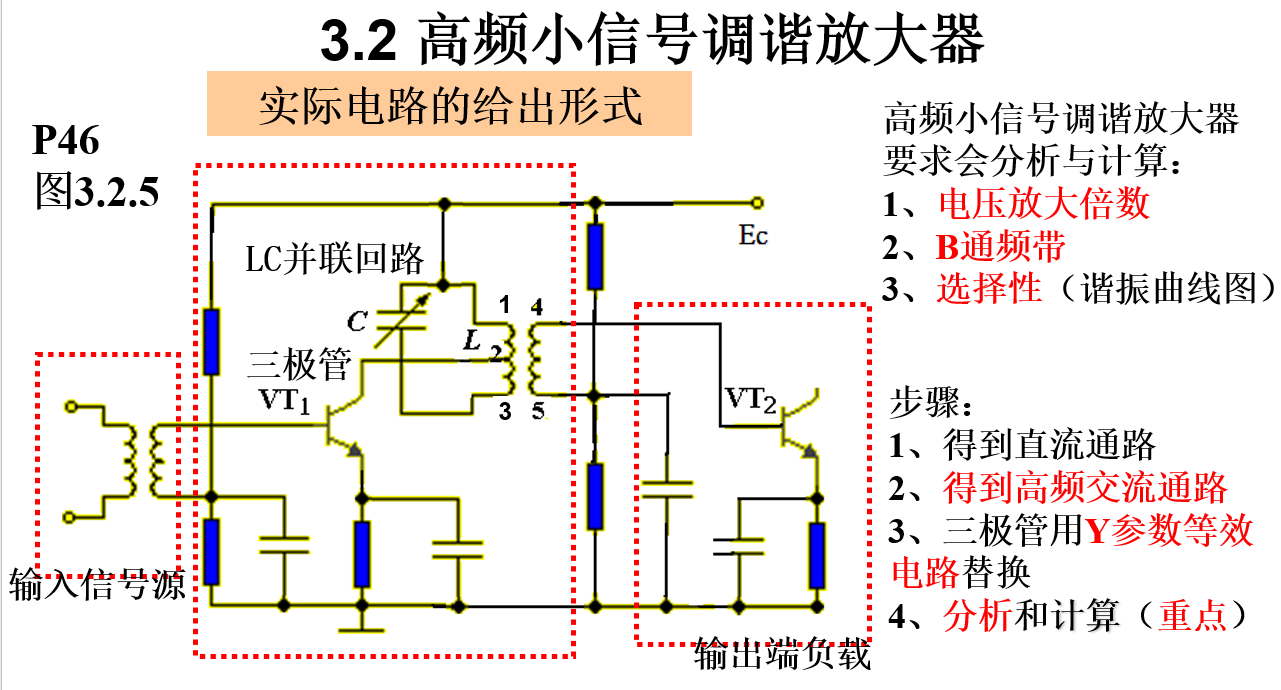 3.2 高频小信号调谐放大器
实际电路的给出形式
P46
图3.2.5
高频小信号调谐放大器
要求会分析与计算：
1、电压放大倍数
2、B通频带
3、选择性（谐振曲线图）
Ec
LC并联回路
C
L
1
2
3
4
5
三极管
VT1
VT2
输入信号源
输出端负载
步骤：
1、得到直流通路
2、得到高频交流通路
3、三极管用Y参数等效
电路替换
4、分析和计算（重点）